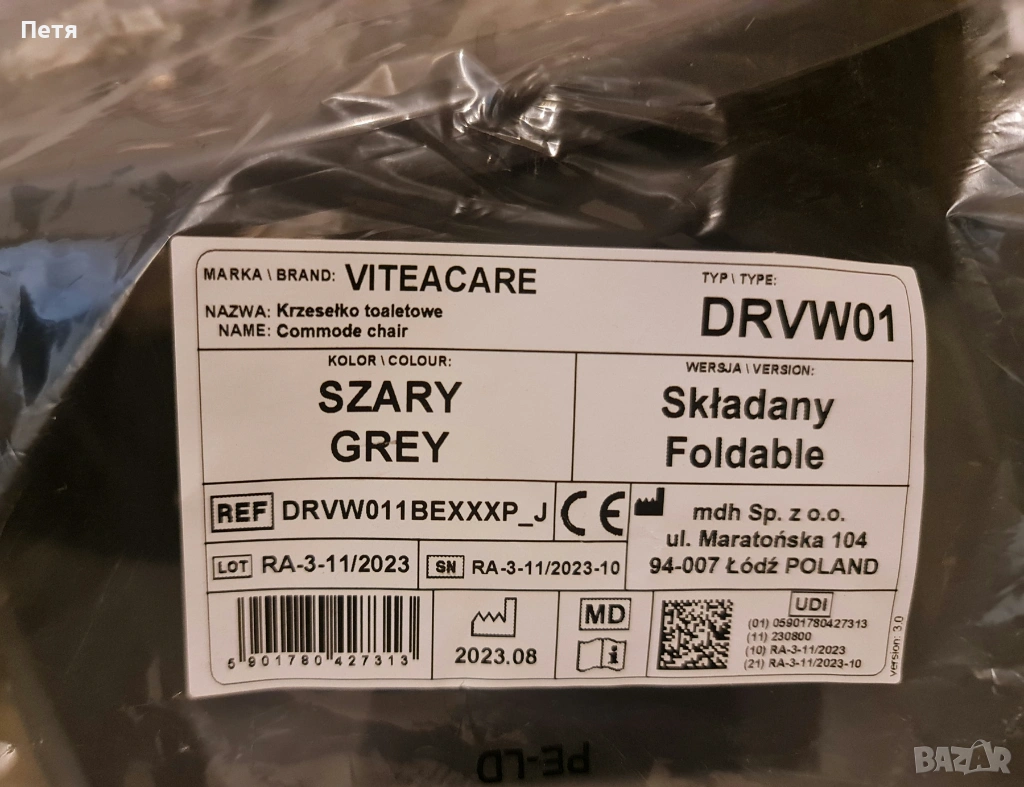 Петя
MARKA \ BRAND: VITEACARE
NAZWA: Krzesełko toaletowe
NAME: Commode chair
TYP \ TYPE:
DRVW01
KOLOR \ COLOUR:
SZARY
GREY
WERSJA \ VERSION:
Składany
Foldable
REF DRVW011BEXXXP_J
CE
mdh Sp. z o.o.
ul. Maratońska 104
94-007 Łódź POLAND
LOT RA-3-11/2023
SN RA-3-11/2023-10
5 901780 427313
2023.08
MD
UDI
(01) 05901780427313
(11) 230800
(10) RA-3-11/2023
(21) RA-3-11/2023-10
version: 3.0
PE-LD
BAZAR